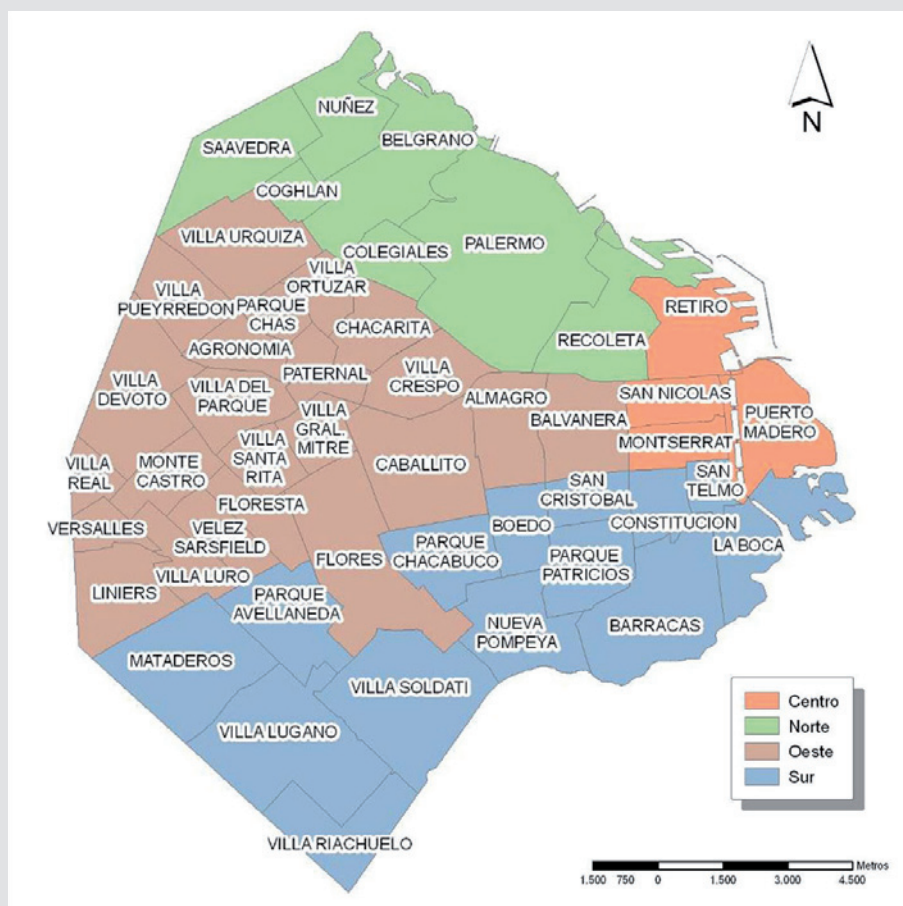 NUÑEZ
N
SAAVEDRA
BELGRANO
COGHLAN
VILLA URQUIZA
COLEGIALES
PALERMO
VILLA
ORTUZAR
VILLA
PUEYRREDON
PARQUE
CHAS
CHACARITA
RETIRO
RECOLETA
AGRONOMIA
PATERNAL
VILLA
CRESPO
VILLA
DEVOTO
VILLA DEL
PARQUE
ALMAGRO
SAN NICOLAS
BALVANERA
PUERTO
MADERO
VILLA
GRAL.
MITRE
MONTSERRAT
VILLA
SANTA
RITA
VILLA
REAL
MONTE
CASTRO
CABALLITO
SAN
TELMO
SAN
CRISTOBAL
FLORESTA
VERSALLES
VELEZ
SARSFIELD
BOEDO
CONSTITUCION
LA BOCA
PARQUE
CHACABUCO
FLORES
PARQUE
PATRICIOS
VILLA LURO
LINIERS
PARQUE
AVELLANEDA
NUEVA
POMPEYA
BARRACAS
MATADEROS
VILLA SOLDATI
VILLA LUGANO
VILLA RIACHUELO
Centro
Norte
Oeste
Sur
Metros
1.500 750 0 1.500 3.000 4.500